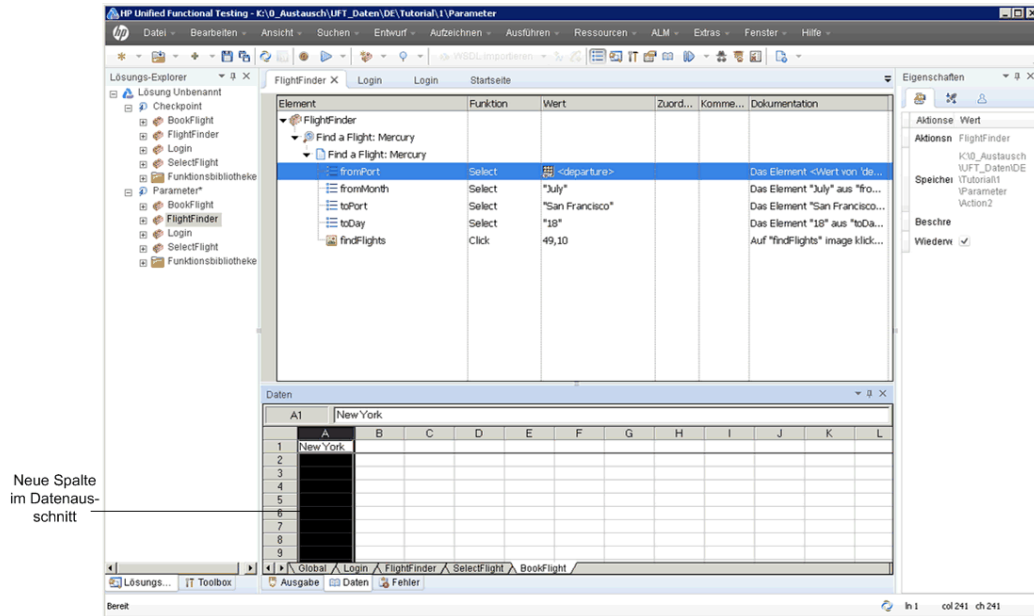 HP Unified Functional Testing - K:\0_Austausch\UFT_Daten\DE\Tutorial\1\Parameter
hp Datei Bearbeiten Ansicht Suchen Entwurf Aufzeichnen Ausführen Ressourcen ALM Extras Fenster Hilfe
WSDL importieren
Lösungs-Explorer
Lösung Unbenannt
Checkpoint
BookFlight
FlightFinder
Login
SelectFlight
Funktionsbibliotheke
Parameter*
BookFlight
FlightFinder
Login
SelectFlight
Funktionsbibliotheke
Lösungs... Toolbox
FlightFinder Login Login Startseite
Element Funktion Wert Zuord... Komme... Dokumentation
FlightFinder
Find a Flight: Mercury
Find a Flight: Mercury
fromPort Select <departure> Das Element <Wert von 'de...
fromMonth Select "July" Das Element "July" aus "fro...
toPort Select "San Francisco" Das Element "San Francisco...
toDay Select "18" Das Element "18" aus "toDa...
findFlights Click 49,10 Auf "findFlights" image klick...
Daten
A1 New York
A B C D E F G H I J K L
1 New York
2
3
4
5
6
7
8
9
Global Login FlightFinder SelectFlight BookFlight
Ausgabe Daten Fehler
Eigenschaften
Aktionse Wert
Aktionsn FlightFinder
Speicher K:\0_Austausch
\UFT_Daten\DE
\Tutorial\1
\Parameter
\Action2
Beschre
Wiederve
Neue Spalte
im Datenaus-
schnitt
Bereit ln 1 col 241 ch 241